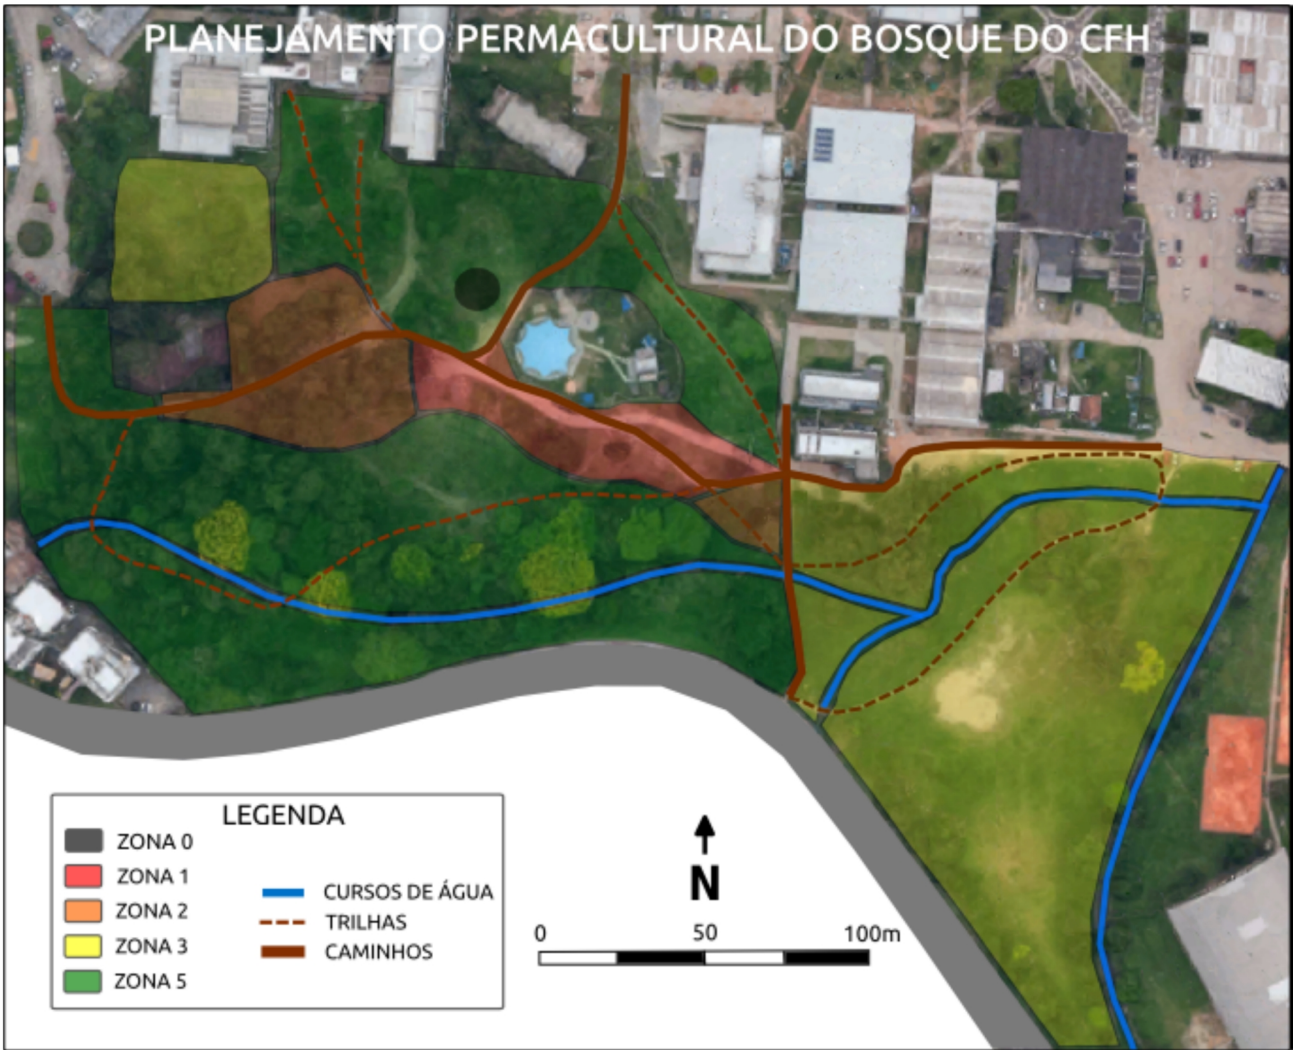 PLANEJAMENTO PERMACULTURAL DO BOSQUE DO CFH
LEGENDA
ZONA 0
ZONA 1
ZONA 2
ZONA 3
ZONA 5
CURSOS DE ÁGUA
TRILHAS
CAMINHOS
N
0 50 100m